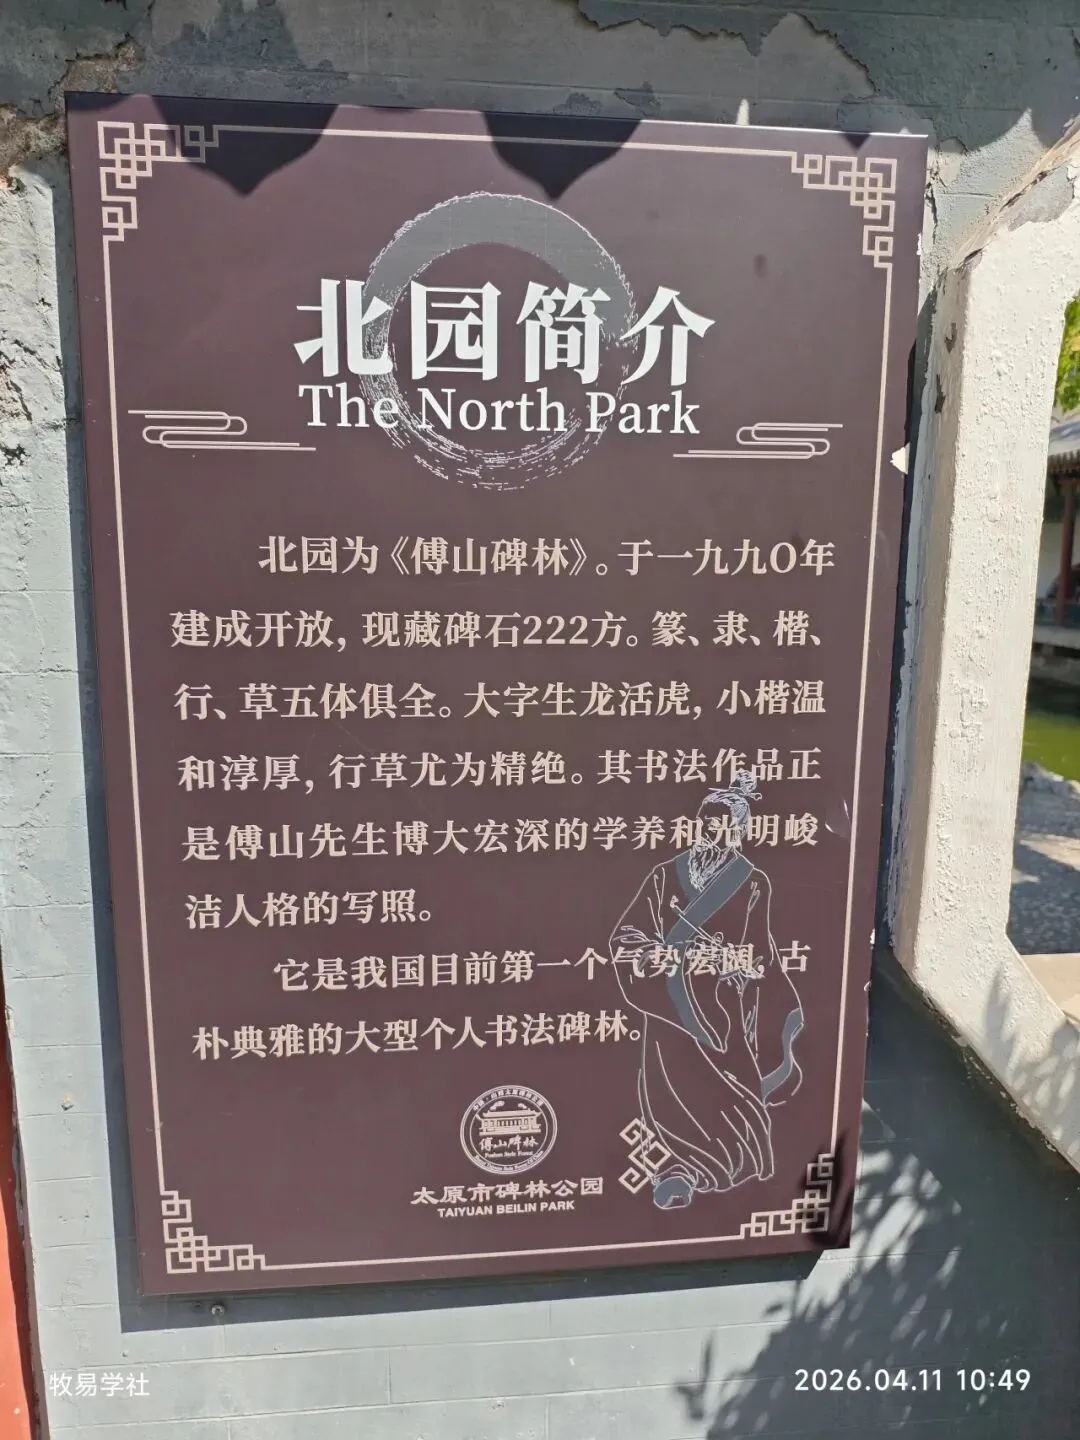 北园简介
The North Park
北园为《傅山碑林》。于一九九O年
建成开放，现藏碑石222方。篆、隶、楷、
行、草五体俱全。大字生龙活虎，小楷温
和淳厚，行草尤为精绝。其书法作品正
是傅山先生博大宏深的学养和光明峻
洁人格的写照。
它是我国目前第一个气势宏阔，古
朴典雅的大型个人书法碑林。
傅山碑林
太原市碑林公园
TAIYUAN BEILIN PARK
牧易学社
2026.04.11 10:49